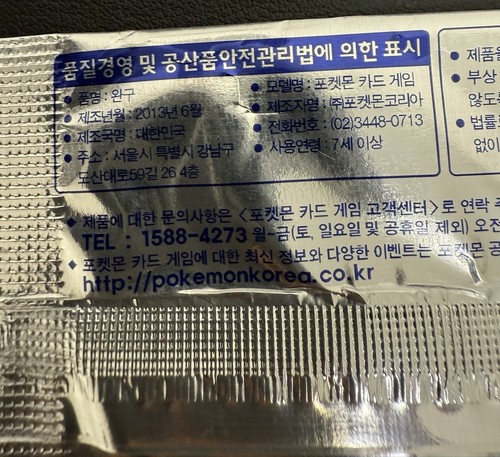 품질경영 및 공산품안전관리법에 의한 표시
• 품명 : 완구
• 제조년월 : 2013년 6월
• 제조국명 : 대한민국
• 주소 : 서울시 특별시 강남구
도산대로59길 26 4층
• 모델명 : 포켓몬 카드 게임
• 제조자명 : ㈜포켓몬코리아
• 전화번호 : (02)3448-0713
• 사용연령 : 7세 이상
• 제품을
• 부상
않도록
• 법률
없이
◆ 제품에 대한 문의사항은 <포켓몬 카드 게임 고객센터>로 연락
TEL : 1588-4273 월~금(토, 일요일 및 공휴일 제외) 오전
◆ 포켓몬 카드 게임에 대한 최신 정보와 다양한 이벤트는 포켓몬
http://pokemonkorea.co.kr